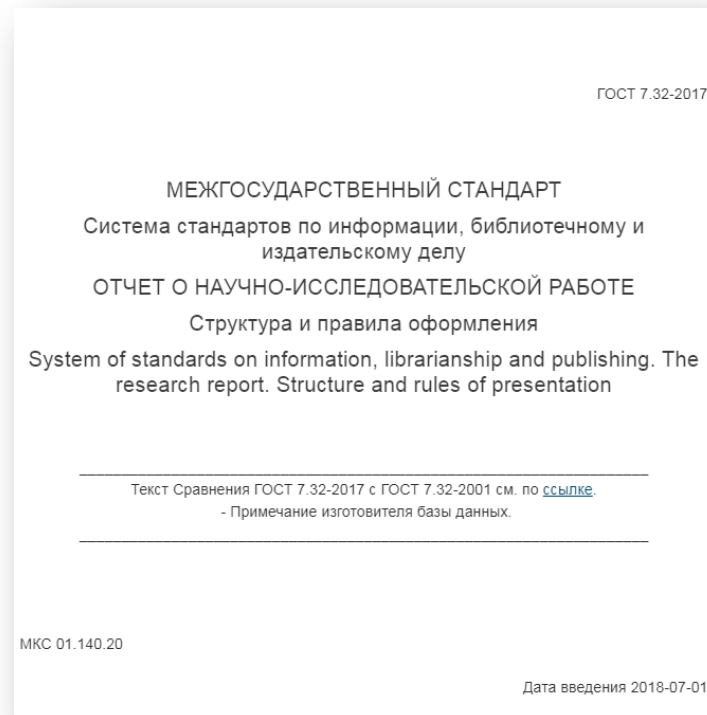 ГОСТ 7.32-2017
МЕЖГОСУДАРСТВЕННЫЙ СТАНДАРТ
Система стандартов по информации, библиотечному и
издательскому делу
ОТЧЕТ О НАУЧНО-ИССЛЕДОВАТЕЛЬСКОЙ РАБОТЕ
Структура и правила оформления
System of standards on information, librarianship and publishing. The
research report. Structure and rules of presentation
Текст Сравнения ГОСТ 7.32-2017 с ГОСТ 7.32-2001 см. по ссылке.
- Примечание изготовителя базы данных.
МКС 01.140.20
Дата введения 2018-07-01